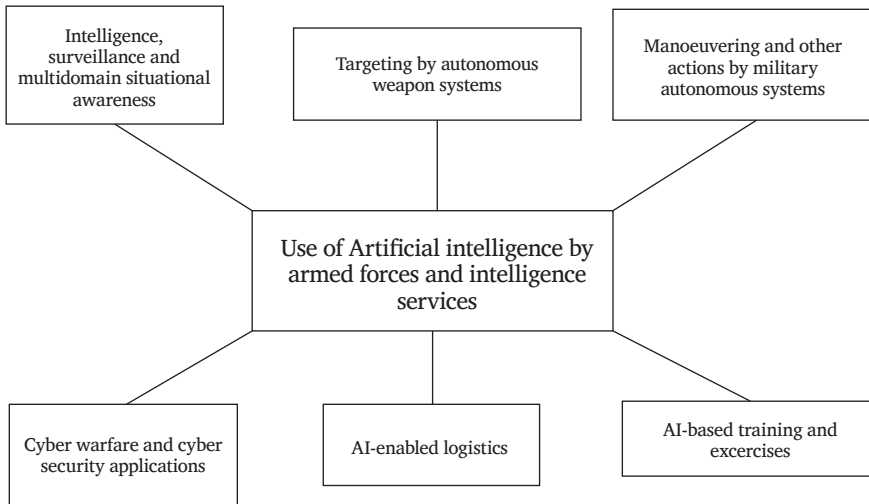 Intelligence,
surveillance and
multidomain situational
awareness
Targeting by autonomous
weapon systems
Manoeuvering and other
actions by military
autonomous systems
Use of Artificial intelligence by
armed forces and intelligence
services
Cyber warfare and cyber
security applications
AI-enabled logistics
AI-based training and
excercises